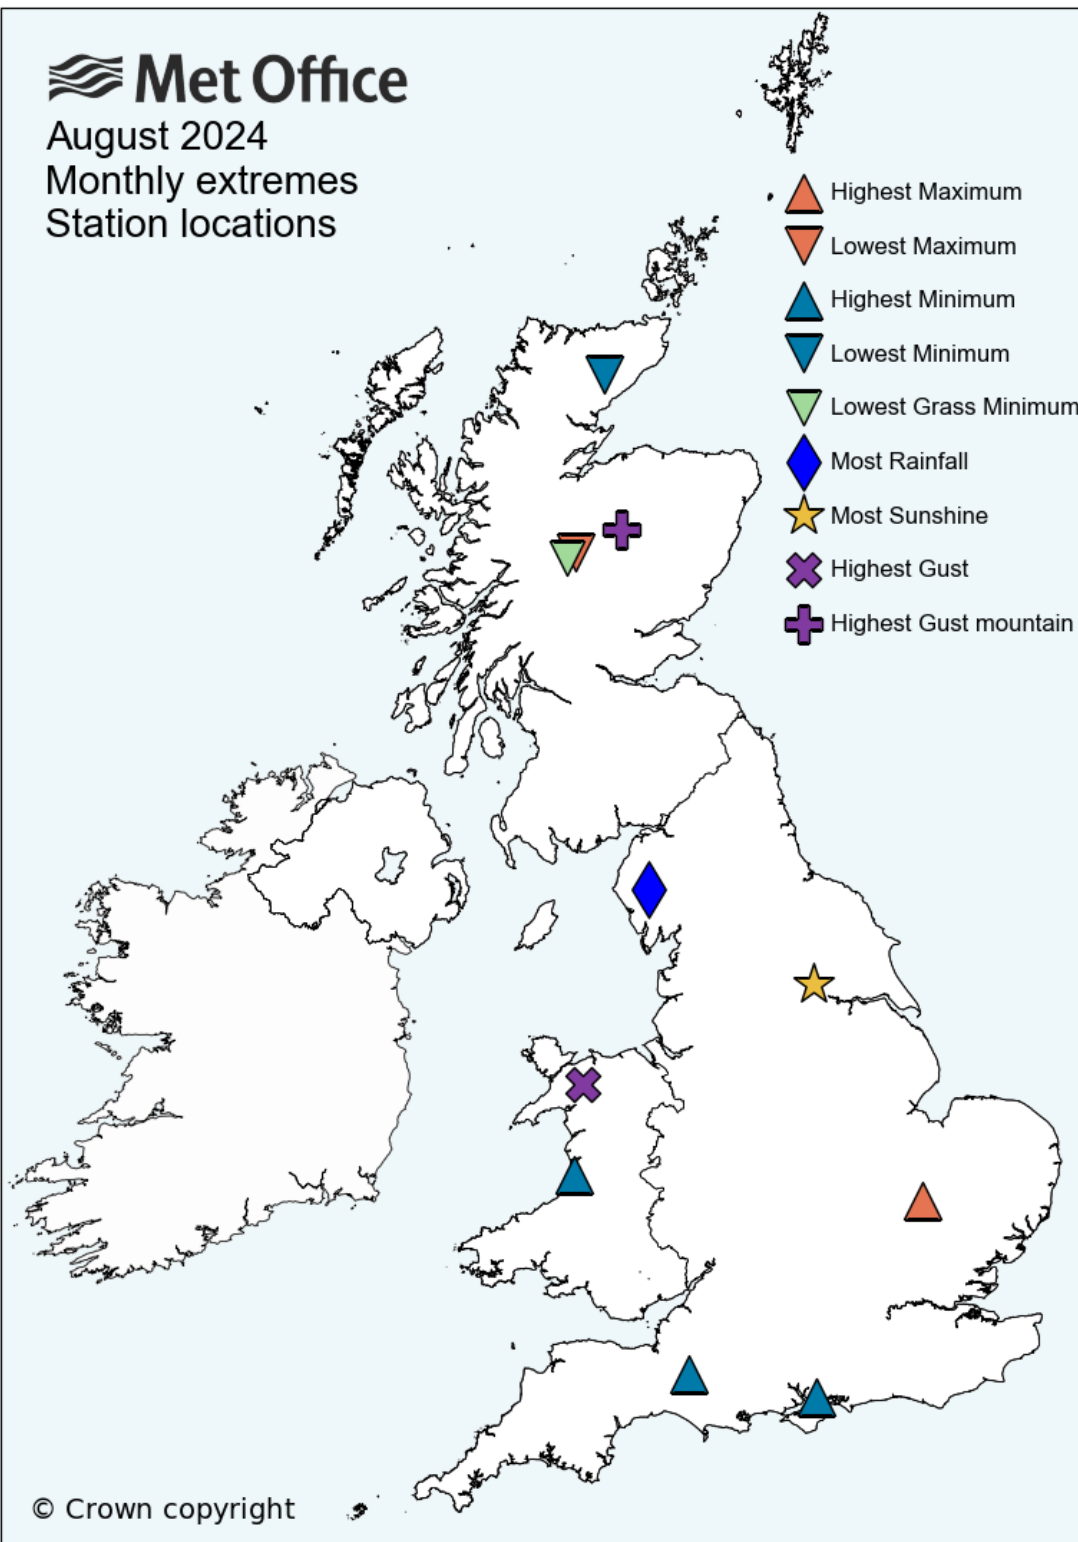 Met Office
August 2024
Monthly extremes
Station locations
Highest Maximum
Lowest Maximum
Highest Minimum
Lowest Minimum
Lowest Grass Minimum
Most Rainfall
Most Sunshine
Highest Gust
Highest Gust mountain
© Crown copyright